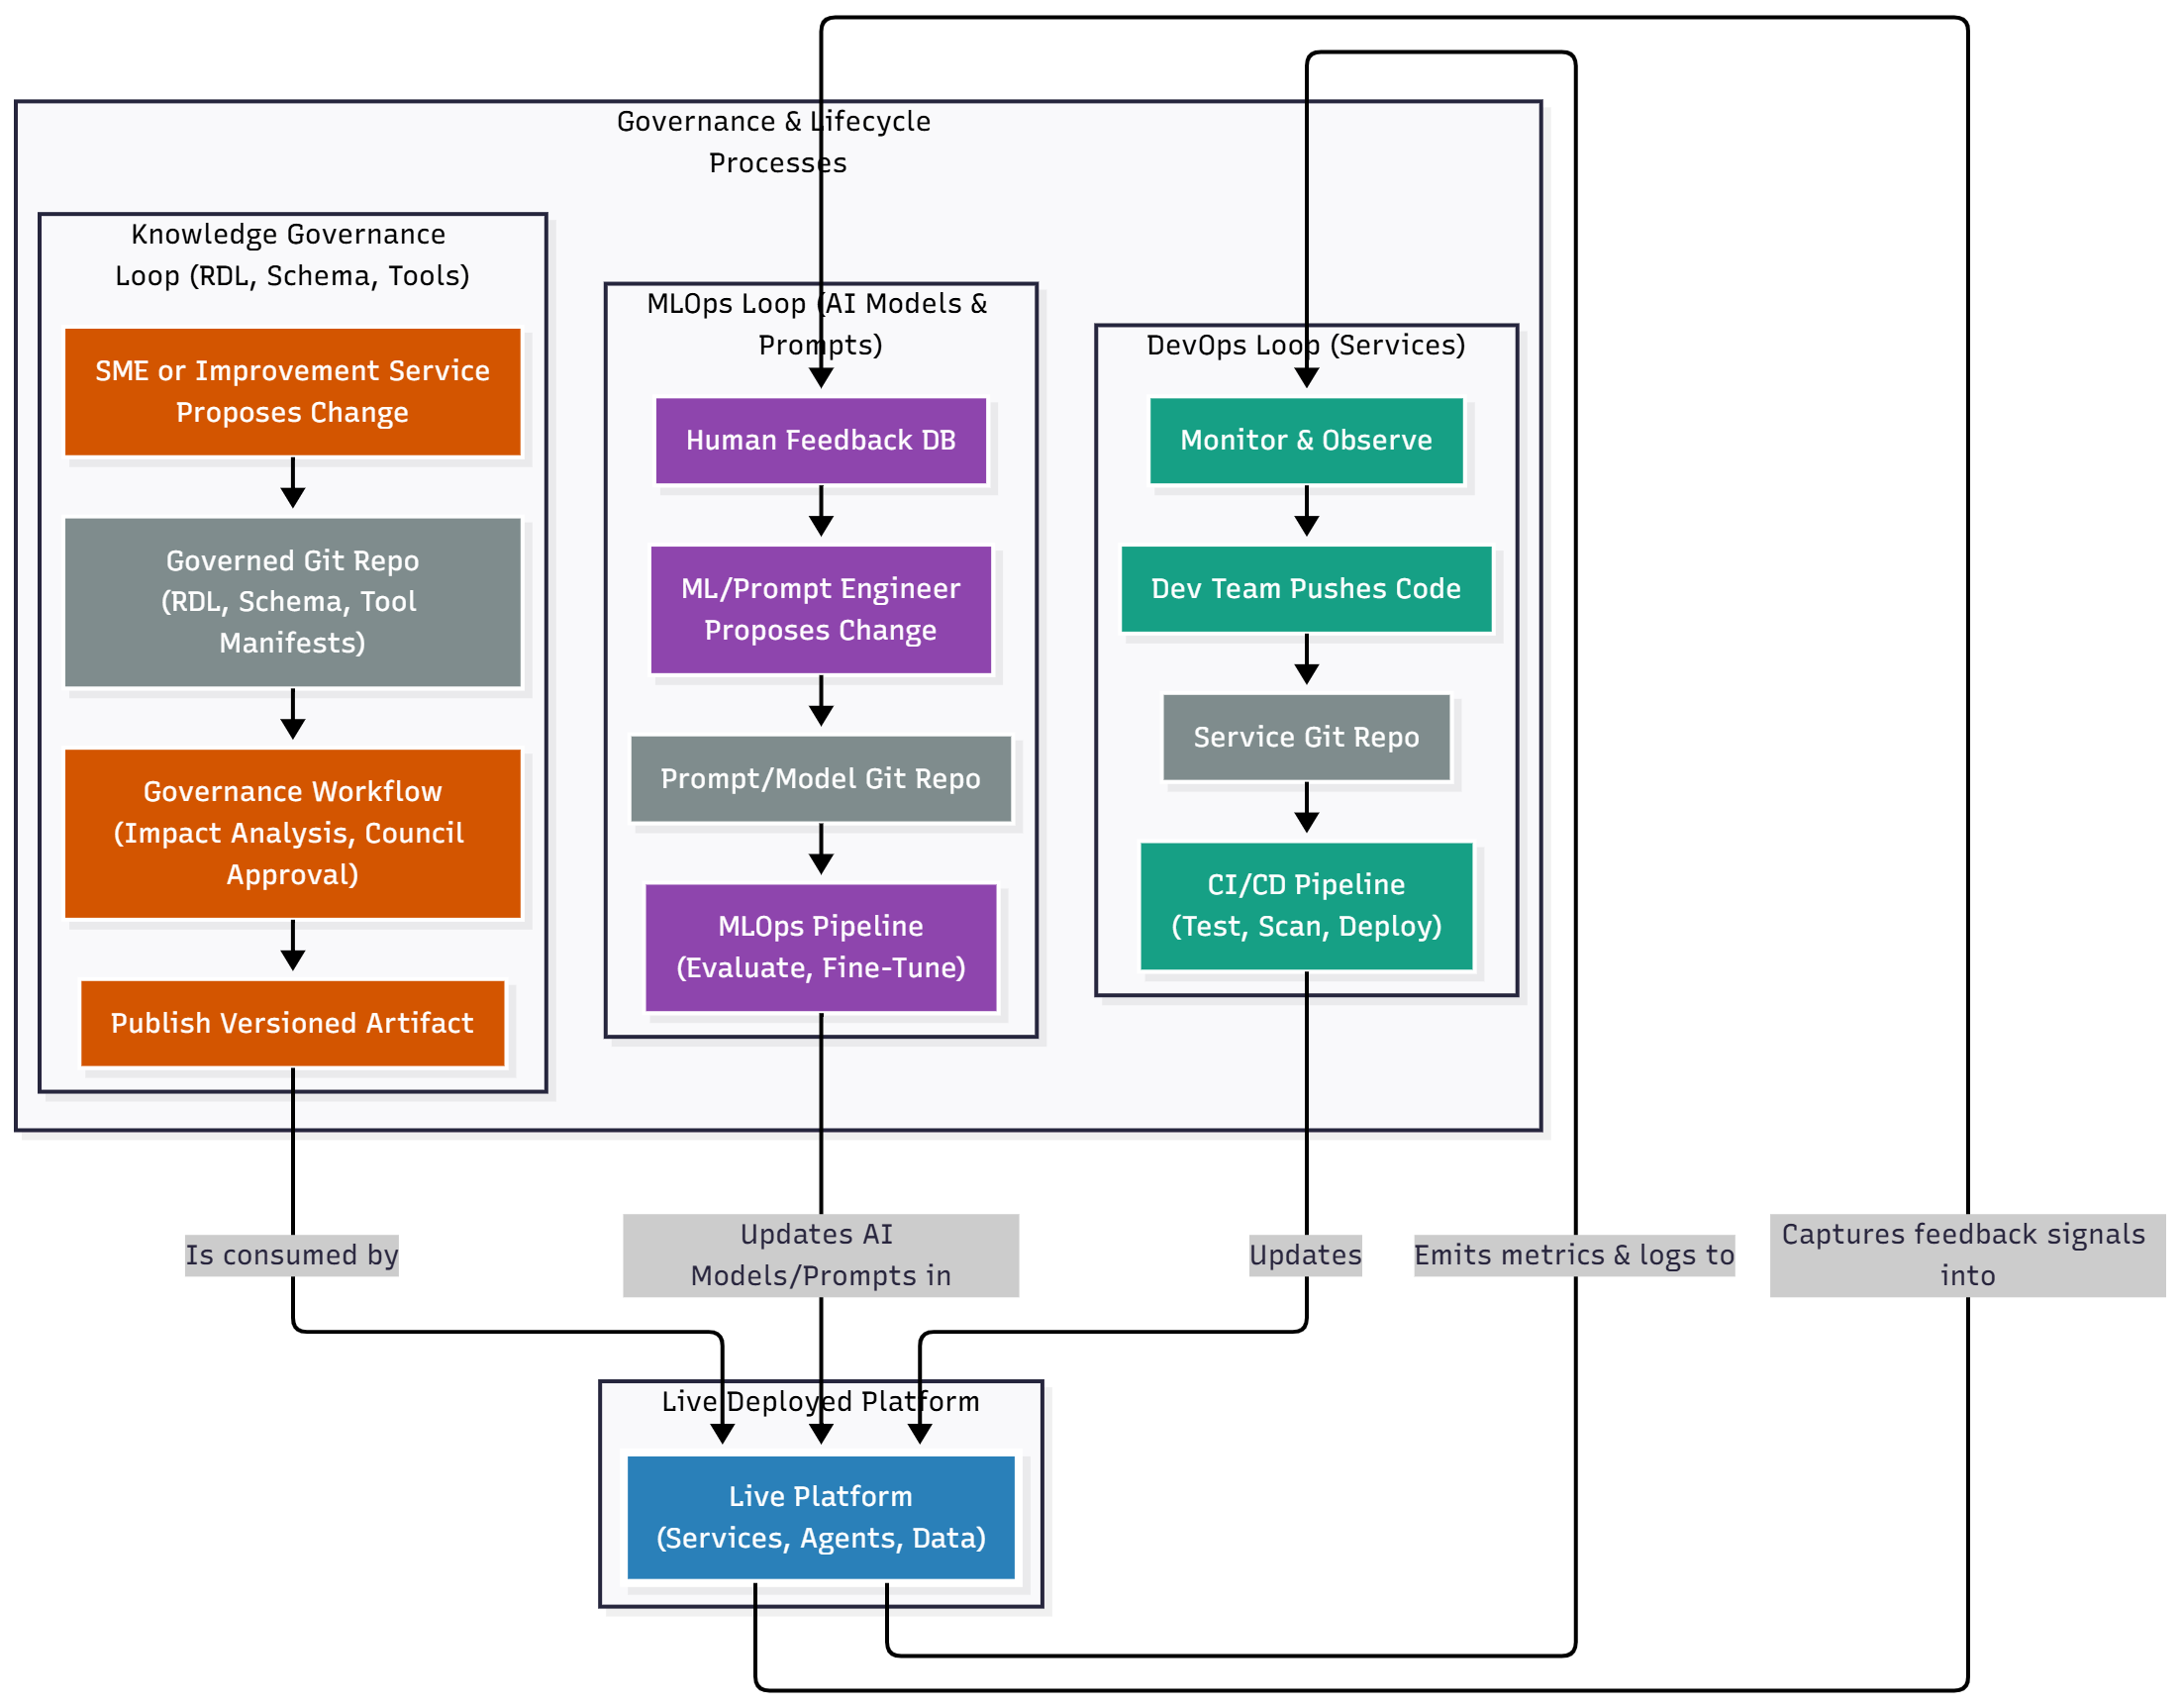 Governance & Lifecycle
Processes
Knowledge Governance
Loop (RDL, Schema, Tools)
SME or Improvement Service
Proposes Change
Governed Git Repo
(RDL, Schema, Tool
Manifests)
Governance Workflow
(Impact Analysis, Council
Approval)
Publish Versioned Artifact
MLOps Loop (AI Models &
Prompts)
Human Feedback DB
ML/Prompt Engineer
Proposes Change
Prompt/Model Git Repo
MLOps Pipeline
(Evaluate, Fine-Tune)
DevOps Loop (Services)
Monitor & Observe
Dev Team Pushes Code
Service Git Repo
CI/CD Pipeline
(Test, Scan, Deploy)
Is consumed by
Updates AI
Models/Prompts in
Updates
Emits metrics & logs to
Captures feedback signals
into
Live Deployed Platform
Live Platform
(Services, Agents, Data)